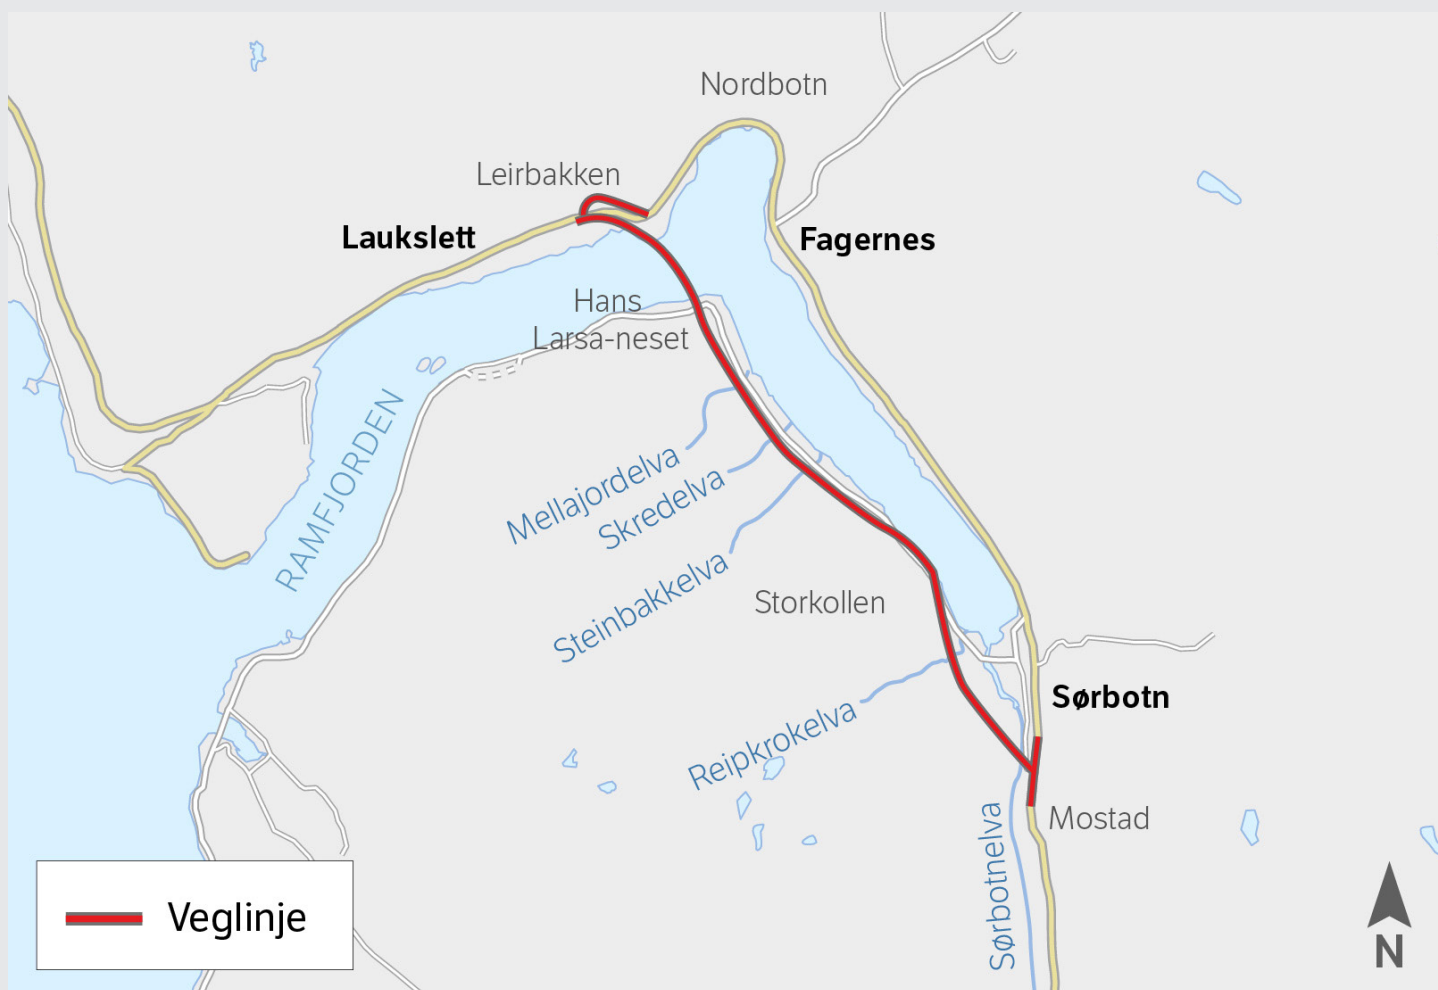 Nordbotn
Leirbakken
Laukslett
Fagernes
Hans
Larsa-neset
RAMFJORDEN
Mellajordelva
Skredelva
Steinbakkelva
Storkollen
Sørbotn
Reipkrokelva
Mostad
Sørbotnelva
Veglinje
N